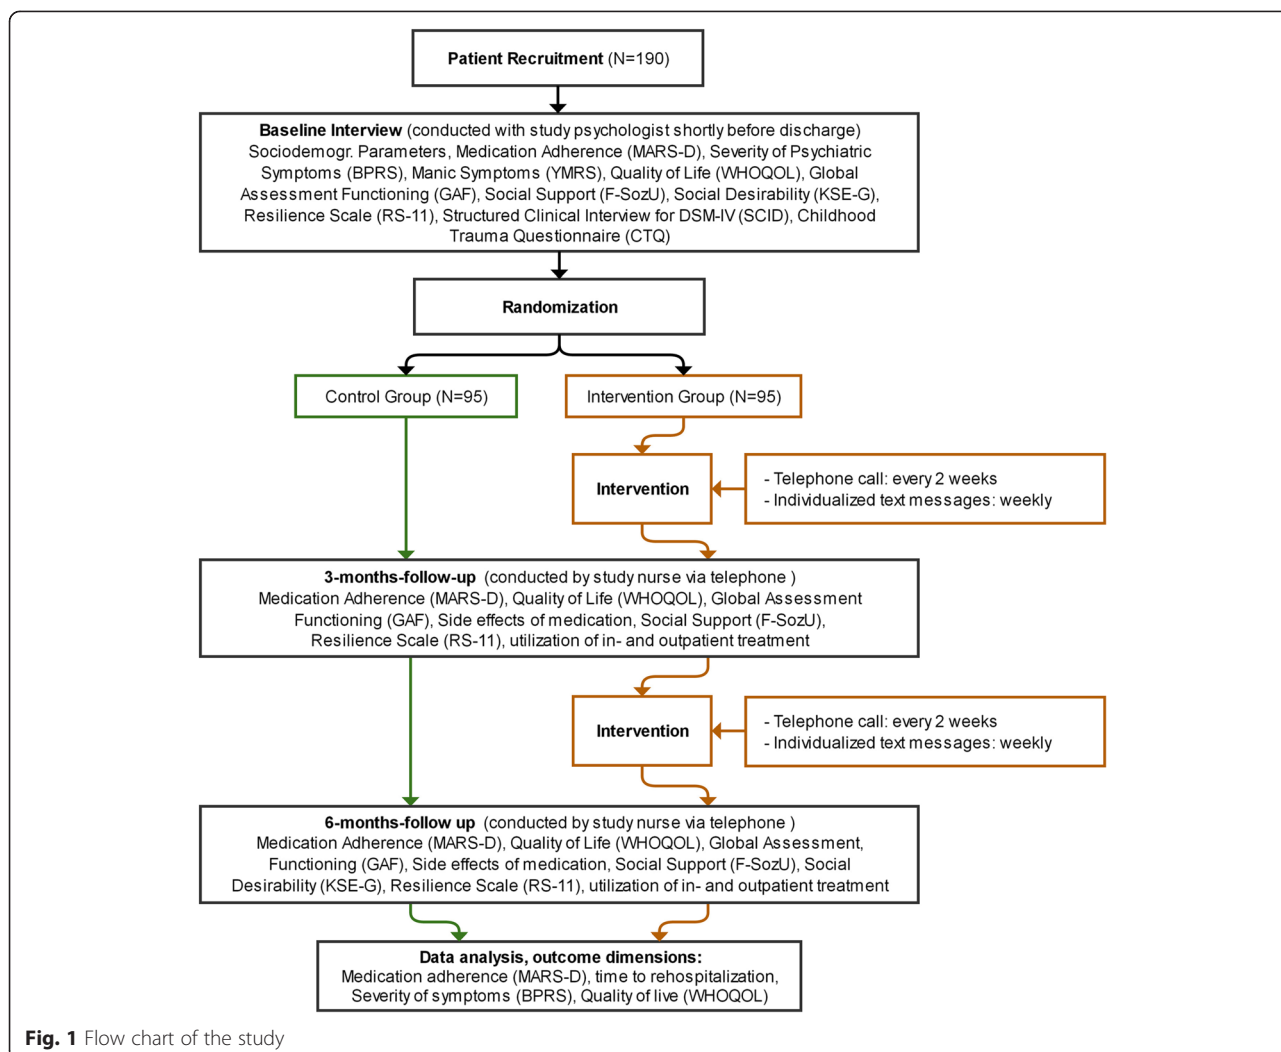 Patient Recruitment (N=190)
Baseline Interview (conducted with study psychologist shortly before discharge)
Sociodemogr. Parameters, Medication Adherence (MARS-D), Severity of Psychiatric
Symptoms (BPRS), Manic Symptoms (YMRS), Quality of Life (WHOQOL), Global
Assessment Functioning (GAF), Social Support (F-SozU), Social Desirability (KSE-G),
Resilience Scale (RS-11), Structured Clinical Interview for DSM-IV (SCID), Childhood
Trauma Questionnaire (CTQ)
Randomization
Control Group (N=95)
Intervention Group (N=95)
Intervention
- Telephone call: every 2 weeks
- Individualized text messages: weekly
3-months-follow-up (conducted by study nurse via telephone )
Medication Adherence (MARS-D), Quality of Life (WHOQOL), Global Assessment
Functioning (GAF), Side effects of medication, Social Support (F-SozU),
Resilience Scale (RS-11), utilization of in- and outpatient treatment
Intervention
- Telephone call: every 2 weeks
- Individualized text messages: weekly
6-months-follow up (conducted by study nurse via telephone )
Medication Adherence (MARS-D), Quality of Life (WHOQOL), Global Assessment,
Functioning (GAF), Side effects of medication, Social Support (F-SozU), Social
Desirability (KSE-G), Resilience Scale (RS-11), utilization of in- and outpatient treatment
Data analysis, outcome dimensions:
Medication adherence (MARS-D), time to rehospitalization,
Severity of symptoms (BPRS), Quality of live (WHOQOL)
Fig. 1 Flow chart of the study